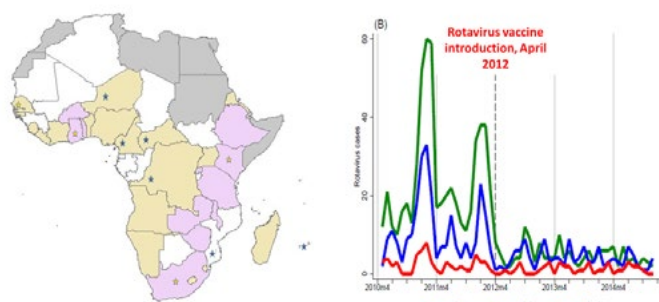 (B)
Rotavirus vaccine
introduction, April
2012
60
40
20
0
Rotavirus cases
2010m4
2011m4
2012m4
2013m4
2014m4